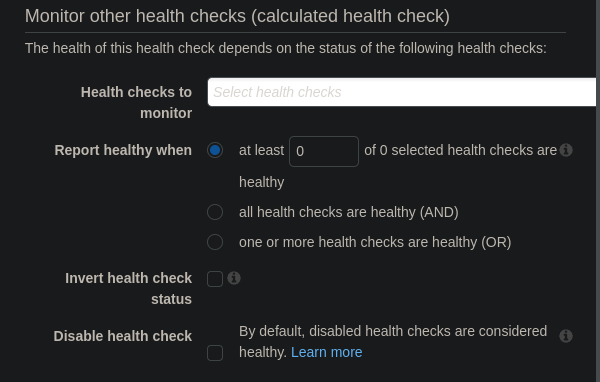 Monitor other health checks (calculated health check)
The health of this health check depends on the status of the following health checks:
Health checks to monitor
Select health checks
Report healthy when
at least 0 of 0 selected health checks are healthy
all health checks are healthy (AND)
one or more health checks are healthy (OR)
Invert health check status
Disable health check
By default, disabled health checks are considered healthy. Learn more